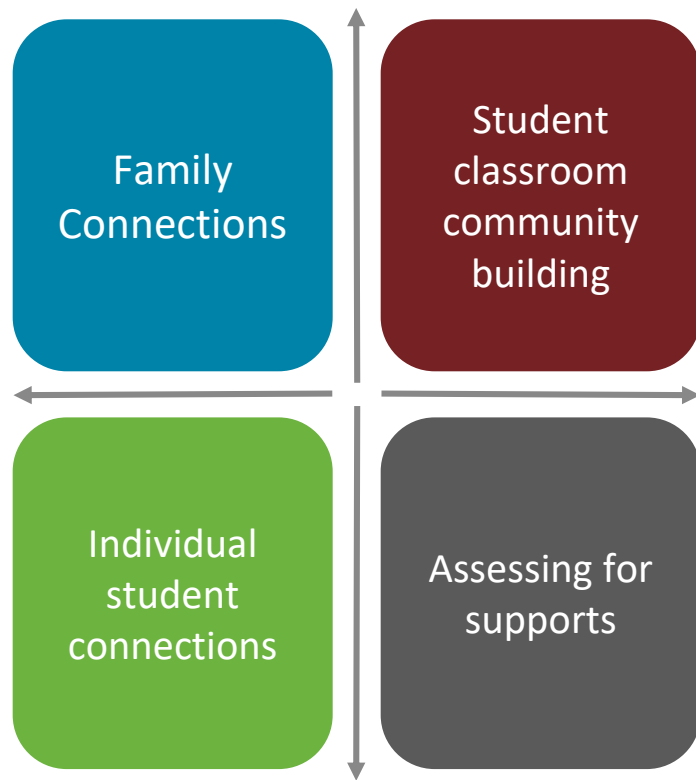 Family
Connections
Student
classroom
community
building
Individual
student
connections
Assessing for
supports